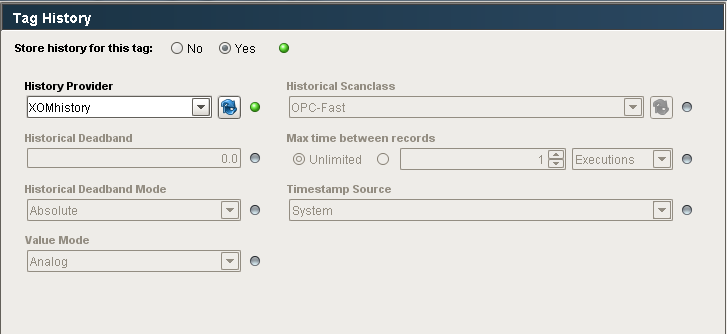 Tag History
Store history for this tag: No Yes
History Provider Historical Scanclass
XOMhistory OPC-Fast
Historical Deadband Max time between records
0.0 Unlimited 1 Executions
Historical Deadband Mode Timestamp Source
Absolute System
Value Mode
Analog